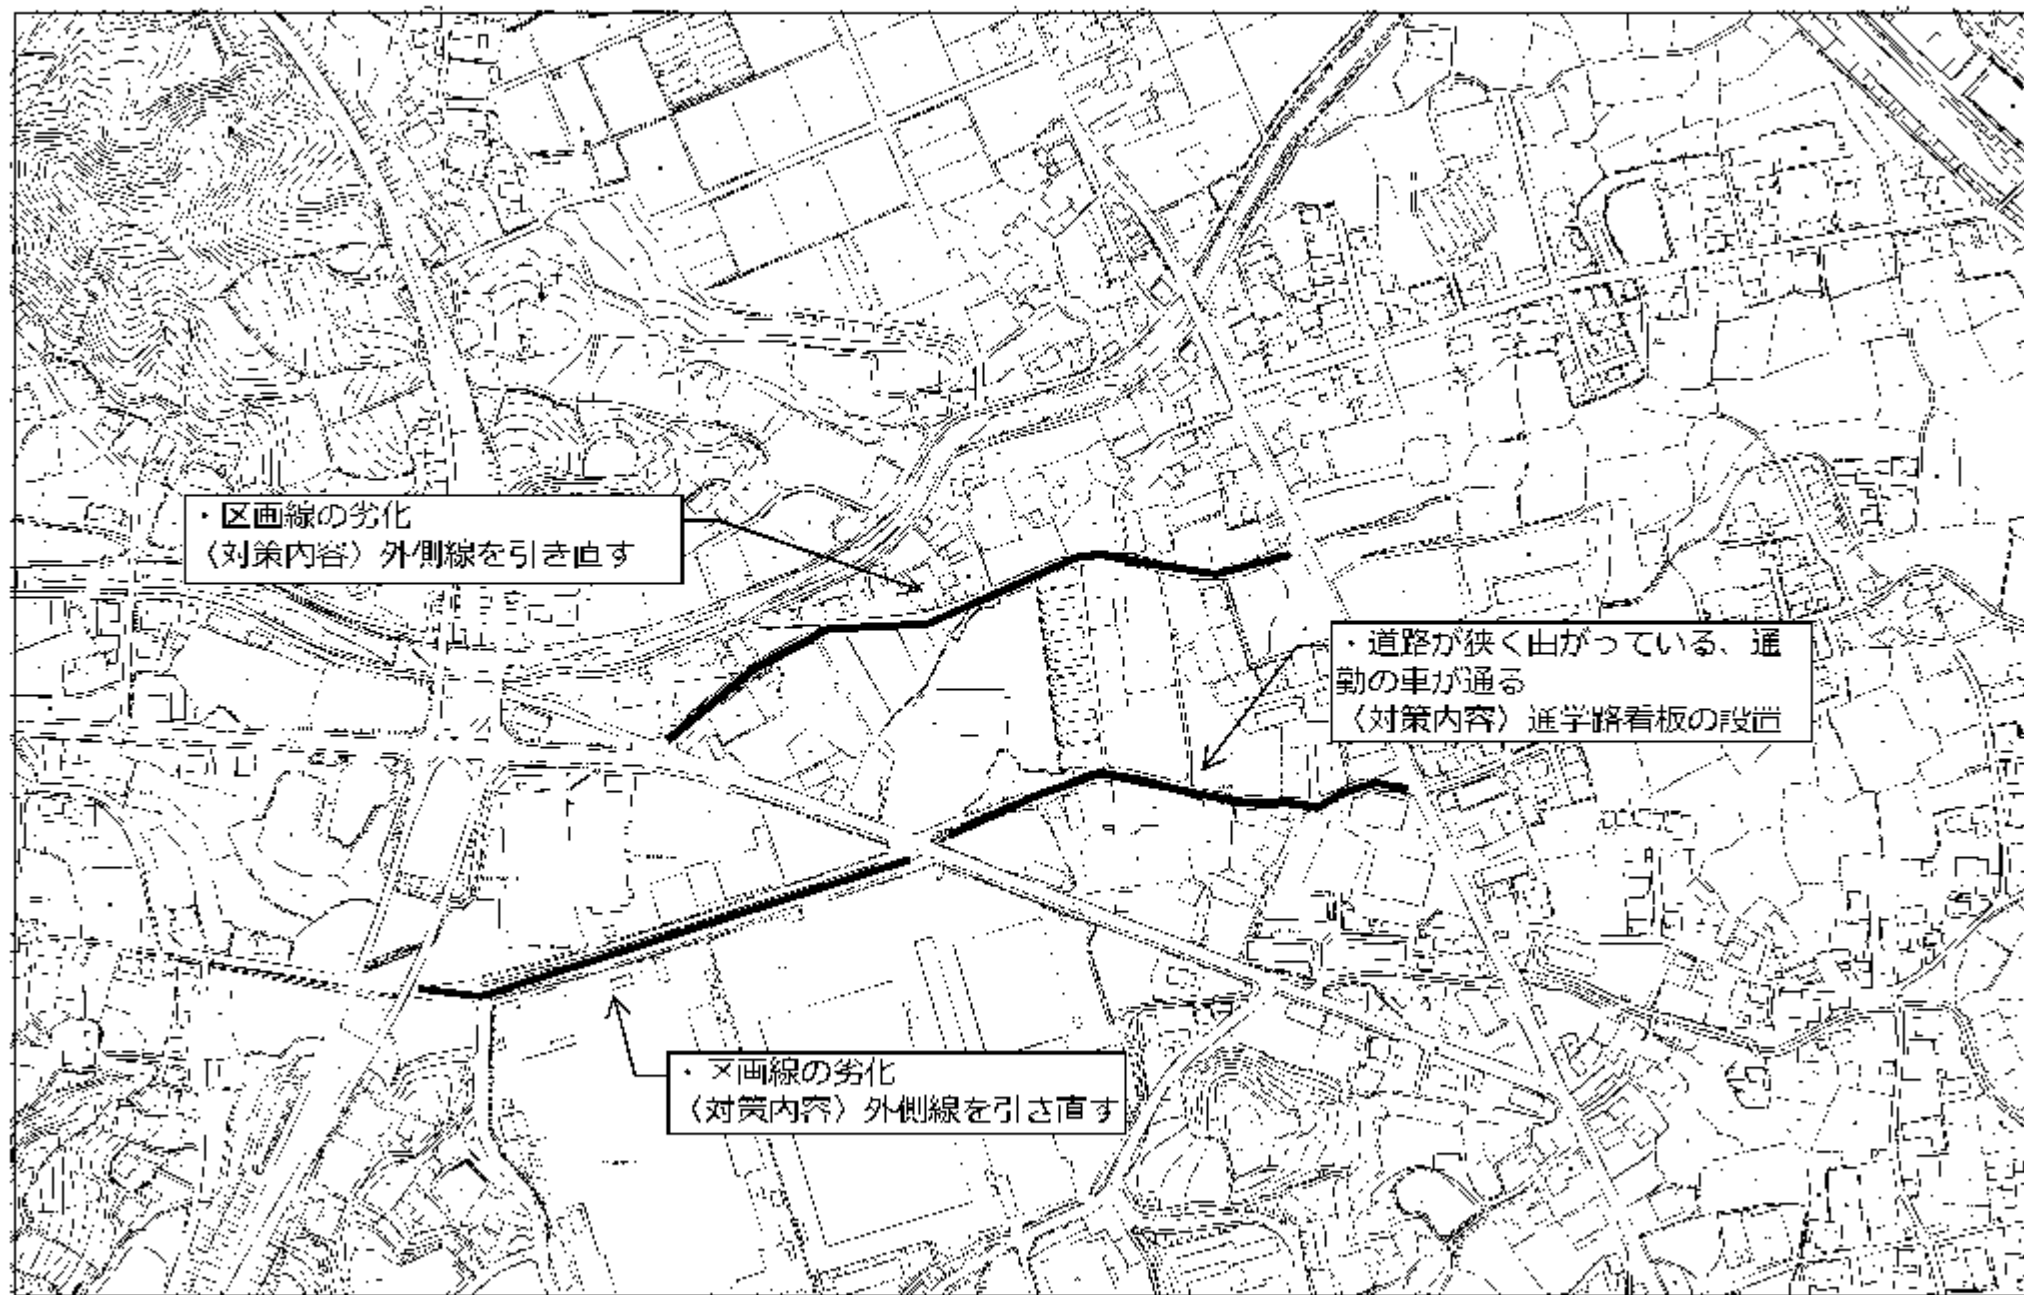 ・区画線の劣化
（対策内容）外側線を引き直す
・道路が狭く曲がっている、通
勤の車が通る
（対策内容）通学路看板の設置
・区画線の劣化
（対策内容）外側線を引き直す